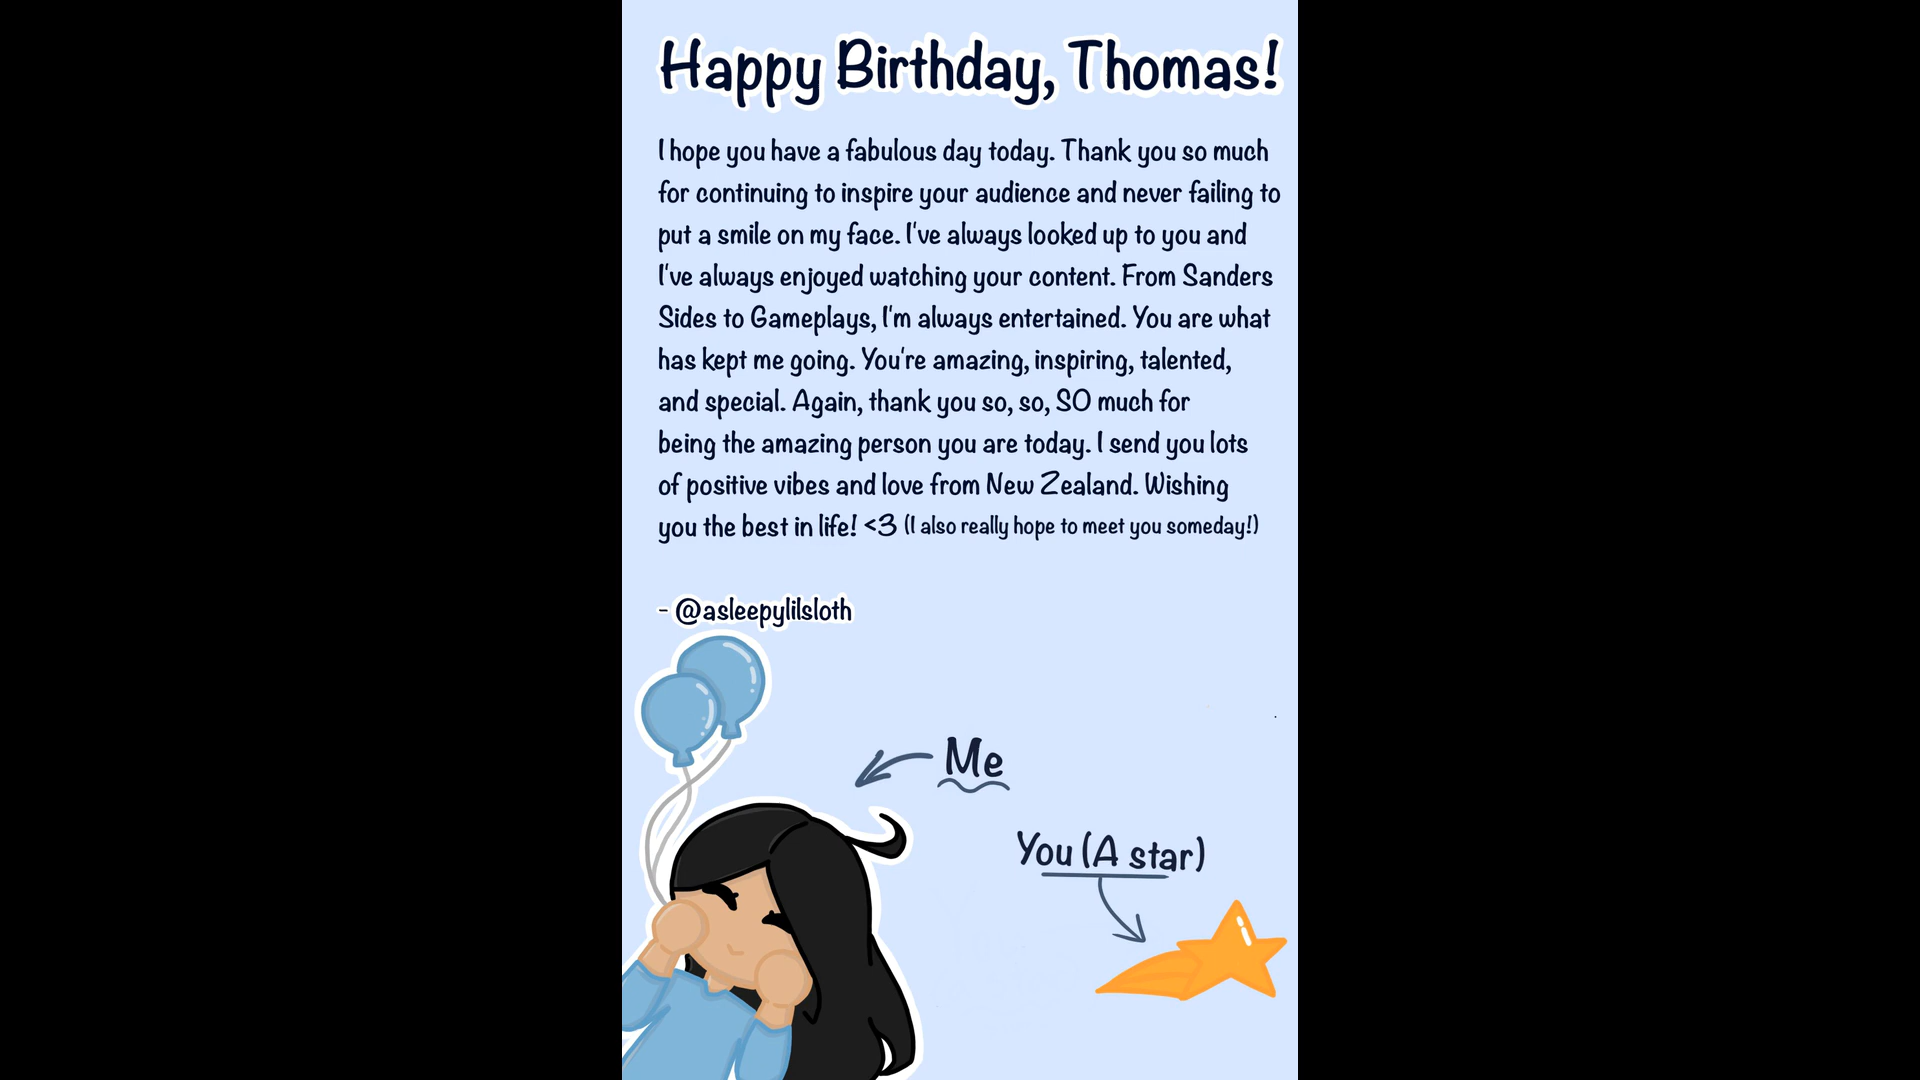 Happy Birthday, Thomas!
I hope you have a fabulous day today. Thank you so much
for continuing to inspire your audience and never failing to
put a smile on my face. I've always looked up to you and
I've always enjoyed watching your content. From Sanders
Sides to Gameplays, I'm always entertained. You are what
has kept me going. You're amazing, inspiring, talented,
and special. Again, thank you so, so, SO much for
being the amazing person you are today. I send you lots
of positive vibes and love from New Zealand. Wishing
you the best in life! <3 (I also really hope to meet you someday!)
- @asleepylilsloth
Me
You (A star)